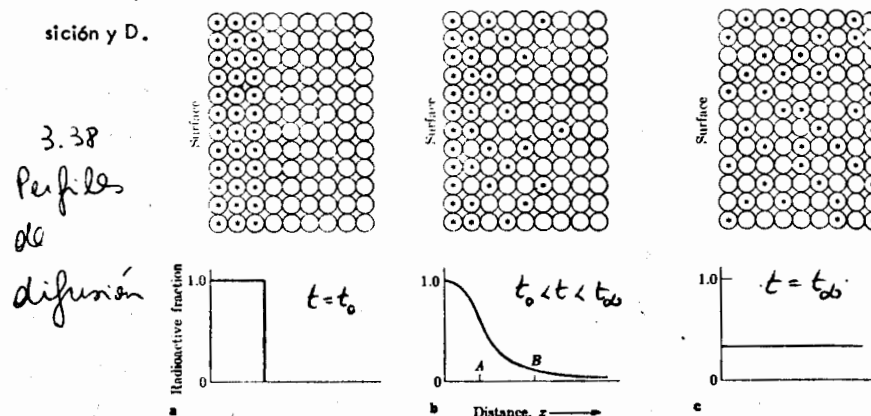 sición y D.
3.38
Perfiles
de
difusión
Surface
Surface
Surface
Radioactive fraction
1.0
0
t = t₀
a
1.0
0
t₀ < t < t∞
A
B
b
Distance, x
1.0
0
t = t∞
c